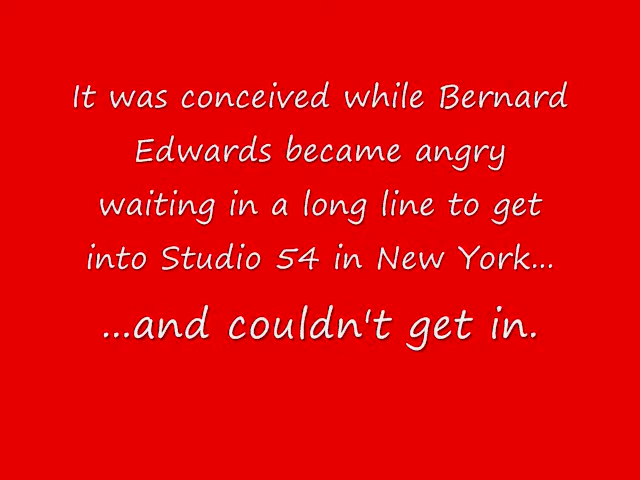 It was conceived while Bernard
Edwards became angry
waiting in a long line to get
into Studio 54 in New York...
...and couldn't get in.